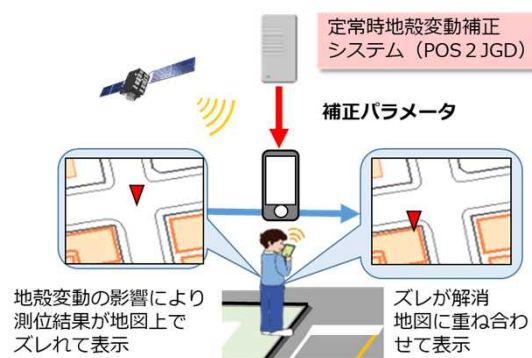 定常時地殻変動補正
システム（POS２JGD）
補正パラメータ
地殻変動の影響により
測位結果が地図上で
ズレれて表示
ズレが解消
地図に重ね合わ
せて表示